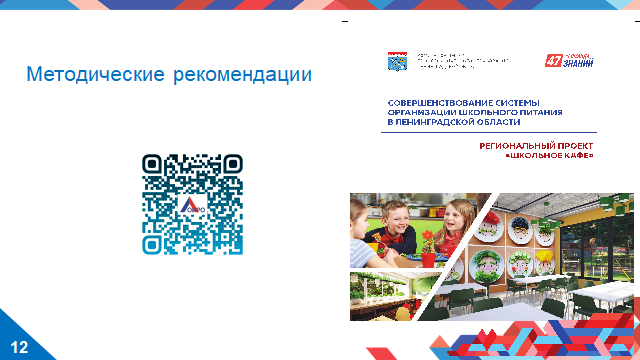 Методические рекомендации
12
47
ЗНАНИЙ
СОВЕРШЕНСТВОВАНИЕ СИСТЕМЫ
ОРГАНИЗАЦИИ ШКОЛЬНОГО ПИТАНИЯ
В ЛЕНИНГРАДСКОЙ ОБЛАСТИ
РЕГИОНАЛЬНЫЙ ПРОЕКТ
«ШКОЛЬНОЕ КАФЕ»